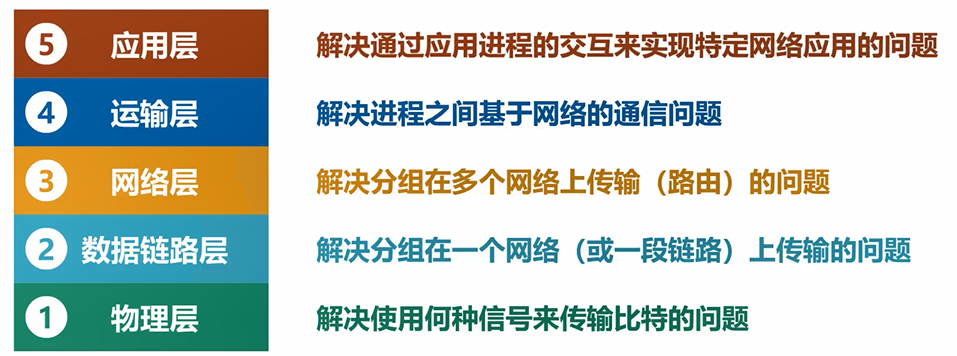 5 应用层 解决通过应用进程的交互来实现特定网络应用的问题
4 运输层 解决进程之间基于网络的通信问题
3 网络层 解决分组在多个网络上传输（路由）的问题
2 数据链路层 解决分组在一个网络（或一段链路）上传输的问题
1 物理层 解决使用何种信号来传输比特的问题